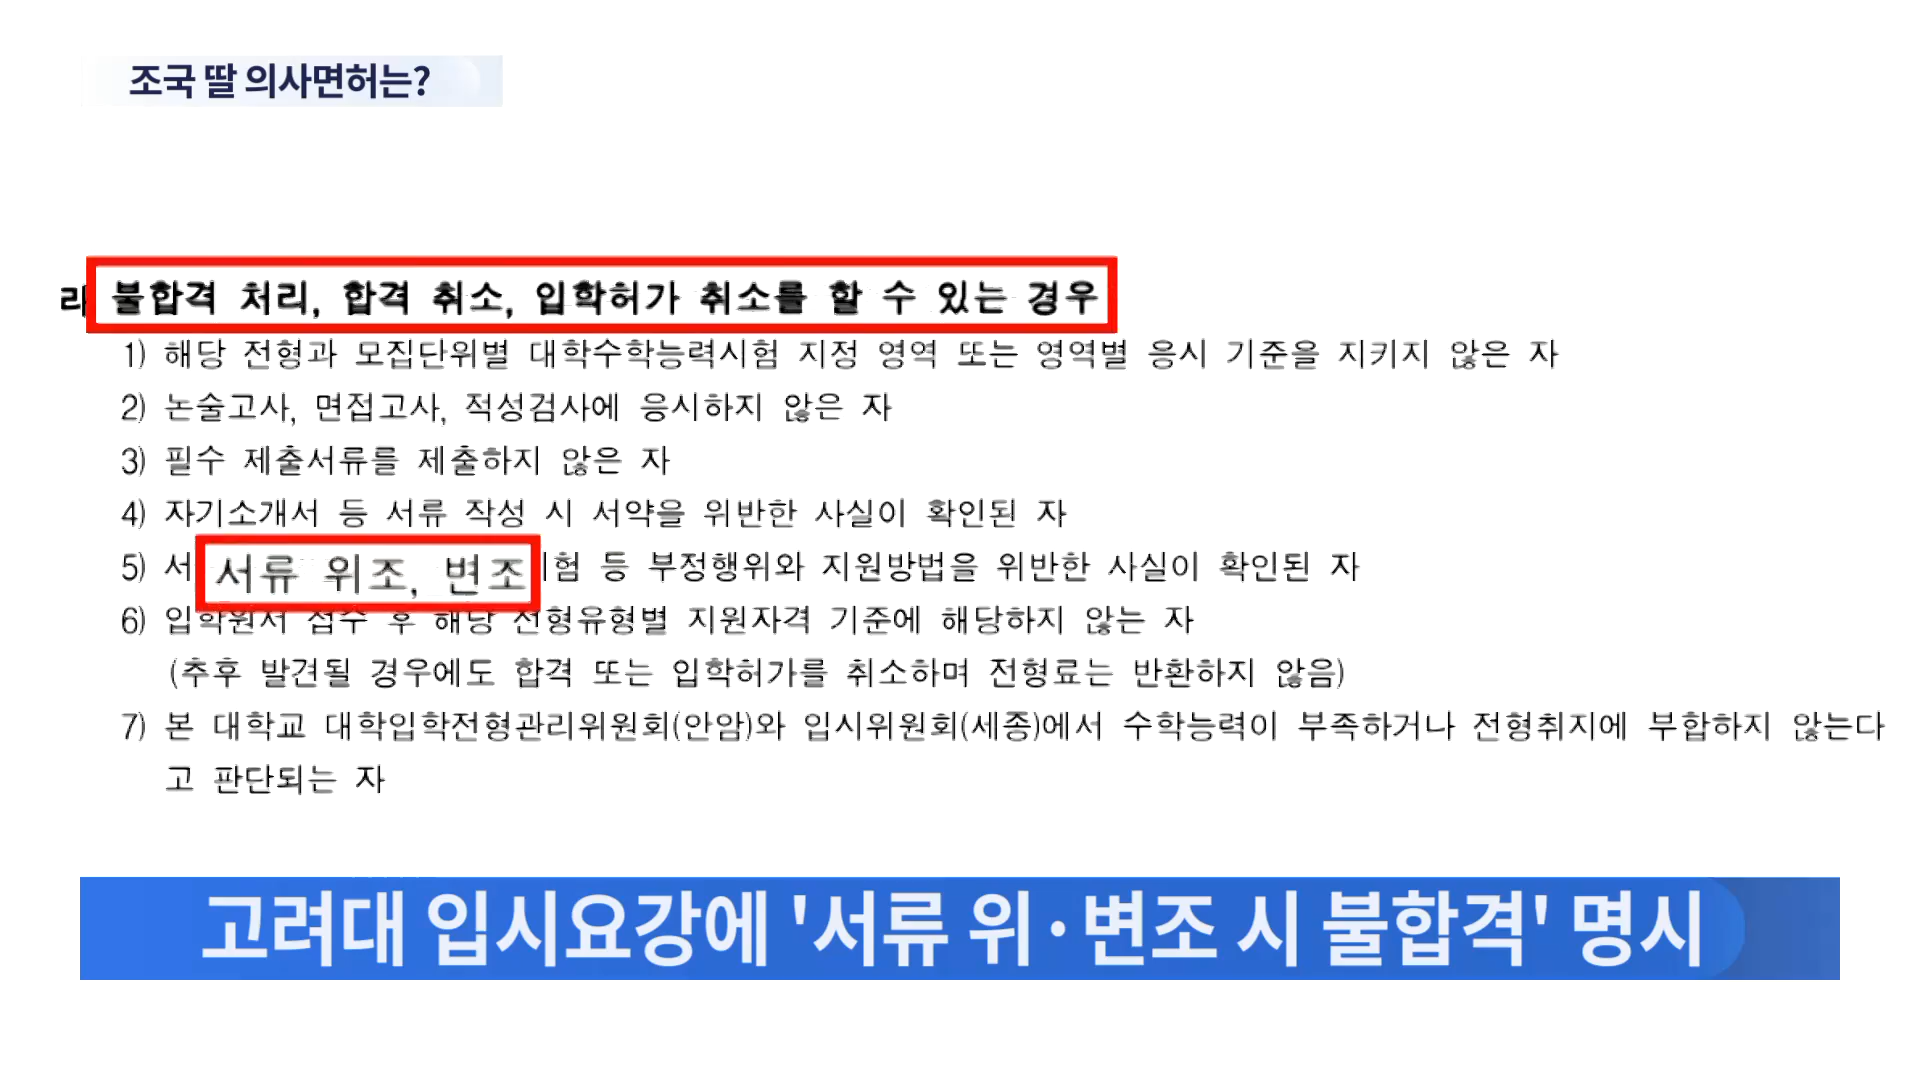 조국 딸 의사면허는?
라 불합격 처리, 합격 취소, 입학허가 취소를 할 수 있는 경우
1) 해당 전형과 모집단위별 대학수학능력시험 지정 영역 또는 영역별 응시 기준을 지키지 않은 자
2) 논술고사, 면접고사, 적성검사에 응시하지 않은 자
3) 필수 제출서류를 제출하지 않은 자
4) 자기소개서 등 서류 작성 시 서약을 위반한 사실이 확인된 자
5) 서 서류 위조, 변조 험 등 부정행위와 지원방법을 위반한 사실이 확인된 자
6) 입학원서 접수 후 해당 전형유형별 지원자격 기준에 해당하지 않는 자
(추후 발견될 경우에도 합격 또는 입학허가를 취소하며 전형료는 반환하지 않음)
7) 본 대학교 대학입학전형관리위원회(안암)와 입시위원회(세종)에서 수학능력이 부족하거나 전형취지에 부합하지 않는다
고 판단되는 자
고려대 입시요강에 '서류 위·변조 시 불합격' 명시